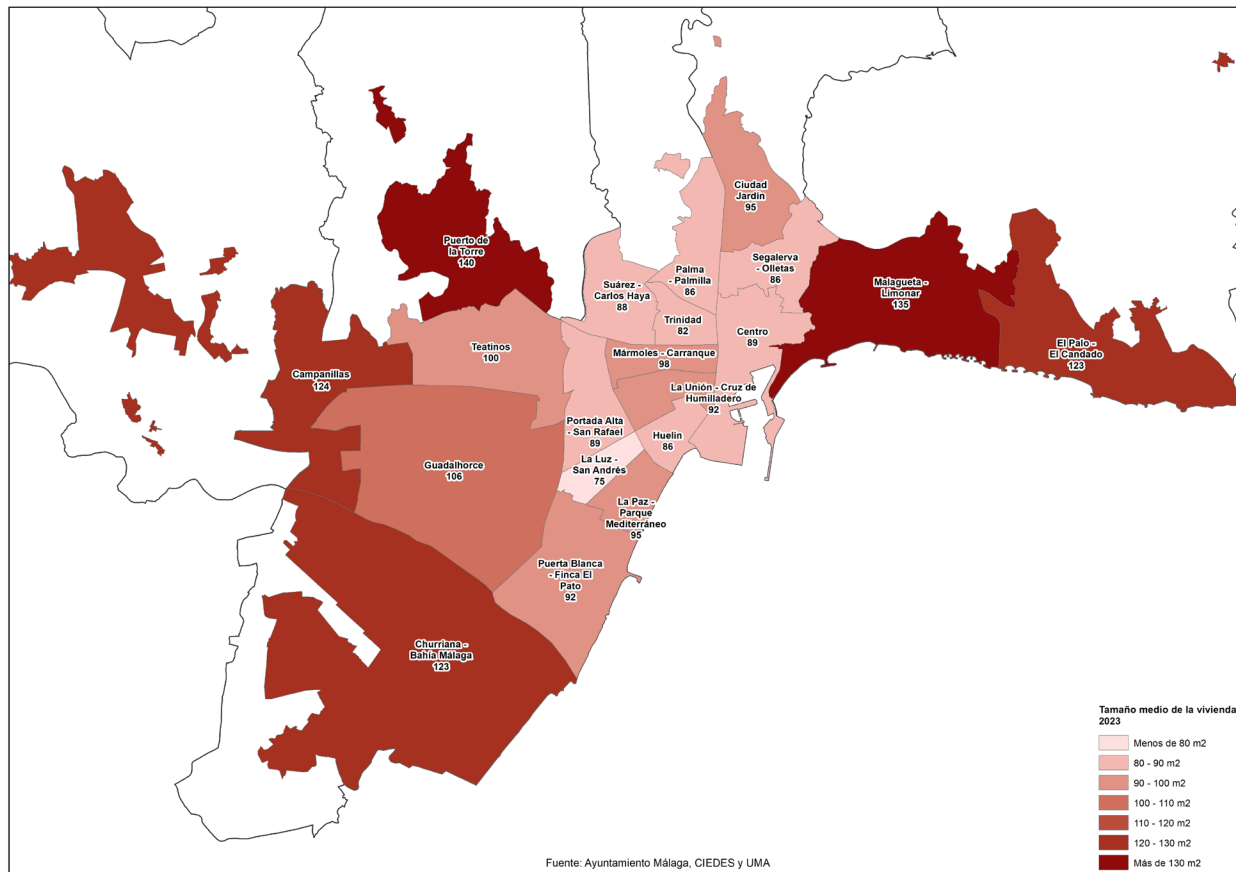 Ciudad
Jardín
95
Puerto de
la Torre
140
Segalerva
- Olletas
86
Palma
- Palmilla
86
Suárez -
Carlos Haya
88
Malagueta -
Limonar
135
Trinidad
82
Centro
89
El Palo -
El Candado
123
Teatinos
100
Mármoles - Carranque
98
Campanillas
124
La Unión - Cruz de
Humilladero
92
Portada Alta
- San Rafael
89
Huelin
86
La Luz -
San Andrés
75
Guadalhorce
106
La Paz -
Parque
Mediterráneo
95
Puerta Blanca
- Finca El
Pato
92
Churriana -
Bahía Málaga
123
Tamaño medio de la vivienda
2023
Menos de 80 m2
80 - 90 m2
90 - 100 m2
100 - 110 m2
110 - 120 m2
120 - 130 m2
Más de 130 m2
Fuente: Ayuntamiento Málaga, CIEDES y UMA